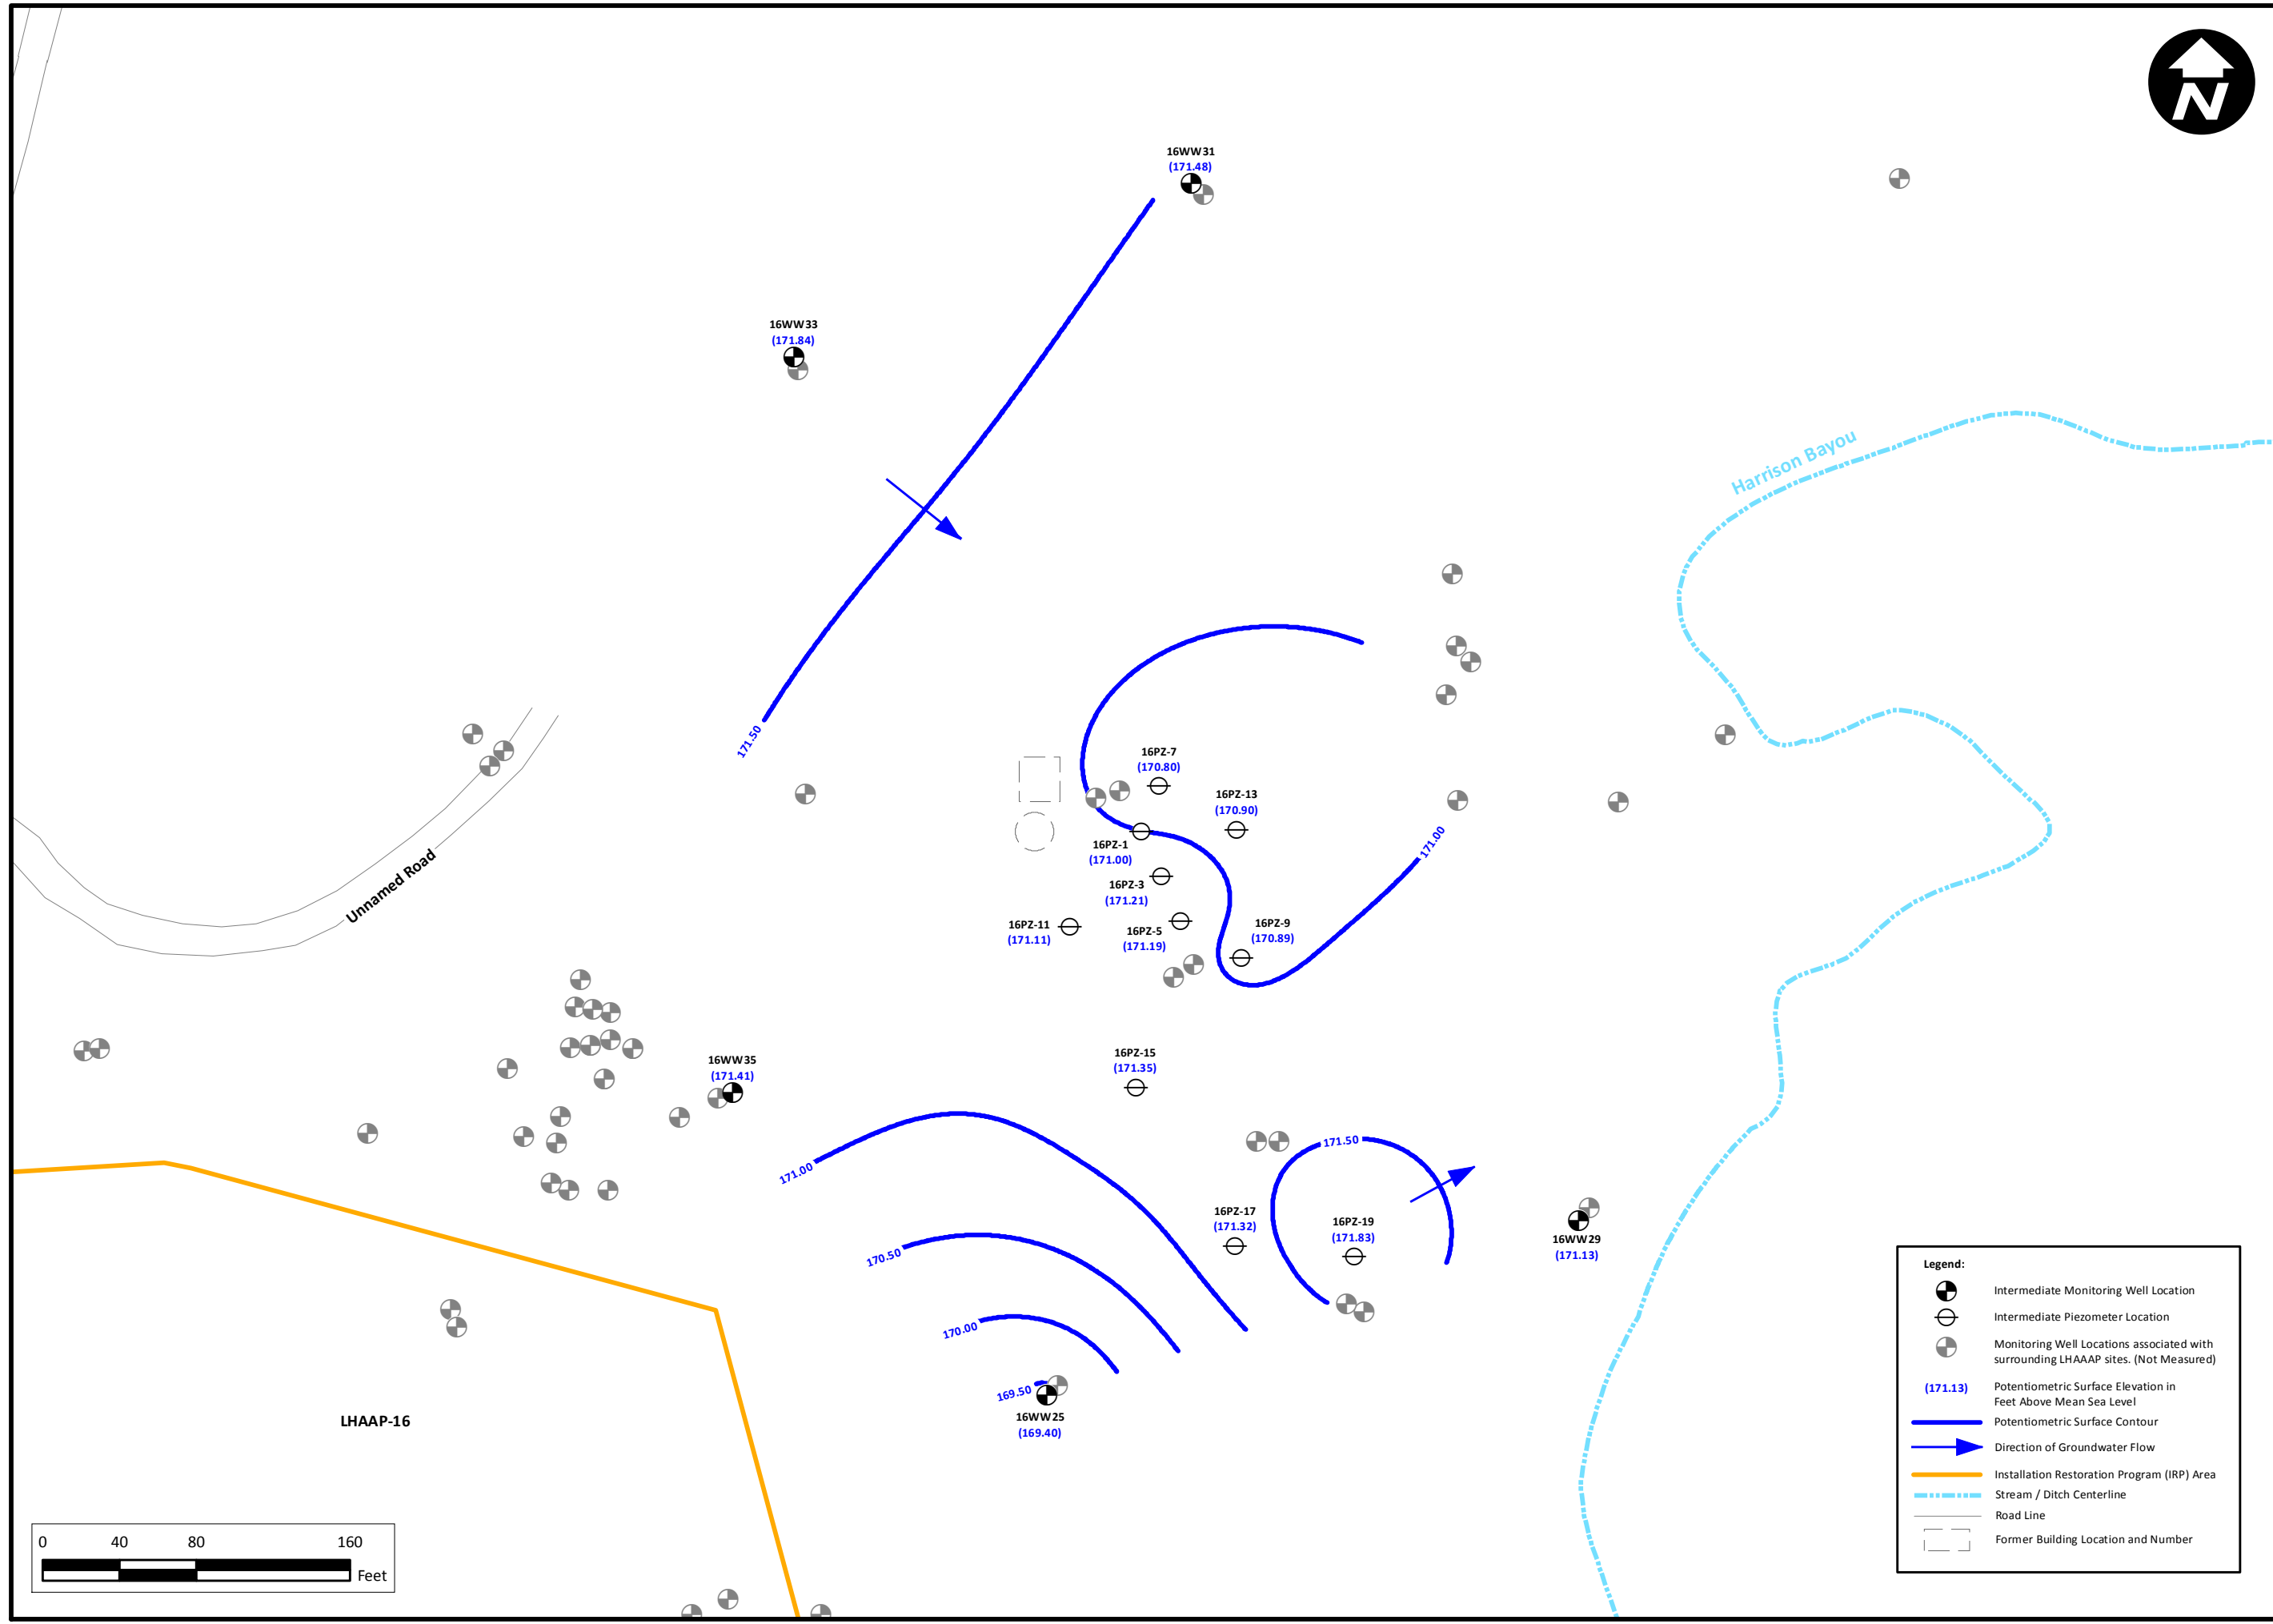 N
16WW31
(171.48)
16WW33
(171.84)
Harrison Bayou
171.50
16PZ-7
(170.80)
16PZ-13
(170.90)
16PZ-1
(171.00)
171.00
16PZ-3
(171.21)
Unnamed Road
16PZ-11
(171.11)
16PZ-5
(171.19)
16PZ-9
(170.89)
16WW35
(171.41)
16PZ-15
(171.35)
171.00
171.50
16PZ-17
(171.32)
16PZ-19
(171.83)
16WW29
(171.13)
170.50
170.00
169.50
16WW25
(169.40)
LHAAP-16
0 40 80 160
Feet
Legend:
Intermediate Monitoring Well Location
Intermediate Piezometer Location
Monitoring Well Locations associated with
surrounding LHAAAP sites. (Not Measured)
(171.13) Potentiometric Surface Elevation in
Feet Above Mean Sea Level
Potentiometric Surface Contour
Direction of Groundwater Flow
Installation Restoration Program (IRP) Area
Stream / Ditch Centerline
Road Line
Former Building Location and Number